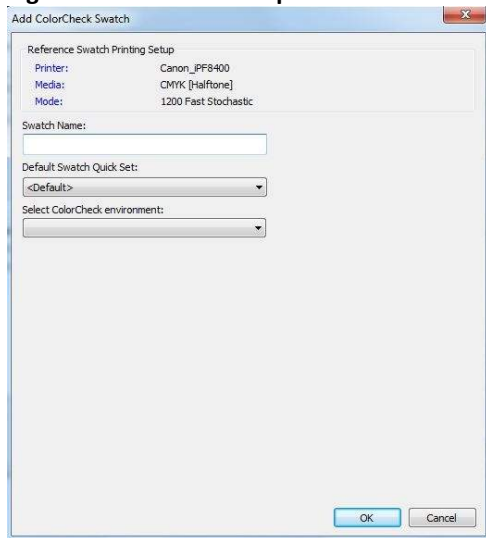 Add ColorCheck Swatch
Reference Swatch Printing Setup
Printer: Canon_iPF8400
Media: CMYK [Halftone]
Mode: 1200 Fast Stochastic
Swatch Name:
Default Swatch Quick Set:
<Default>
Select ColorCheck environment:
OK Cancel